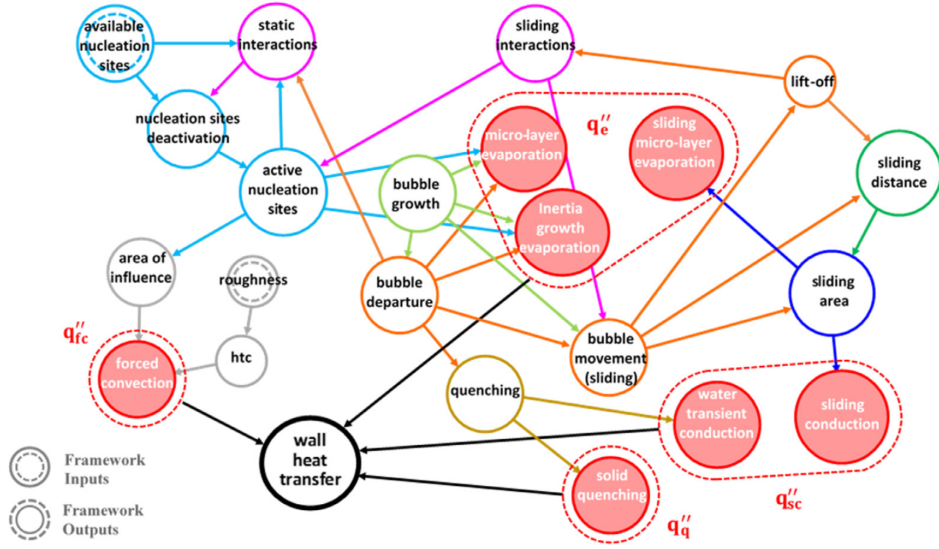 available
nucleation
sites
static
interactions
sliding
interactions
lift-off
nucleation sites
deactivation
micro-layer
evaporation
q″e
sliding
micro-layer
evaporation
sliding
distance
active
nucleation
sites
bubble
growth
Inertia
growth
evaporation
area of
influence
roughness
bubble
departure
sliding
area
q″fc
forced
convection
htc
bubble
movement
(sliding)
quenching
water
transient
conduction
sliding
conduction
wall
heat
transfer
solid
quenching
q″sc
q″q
Framework
Inputs
Framework
Outputs